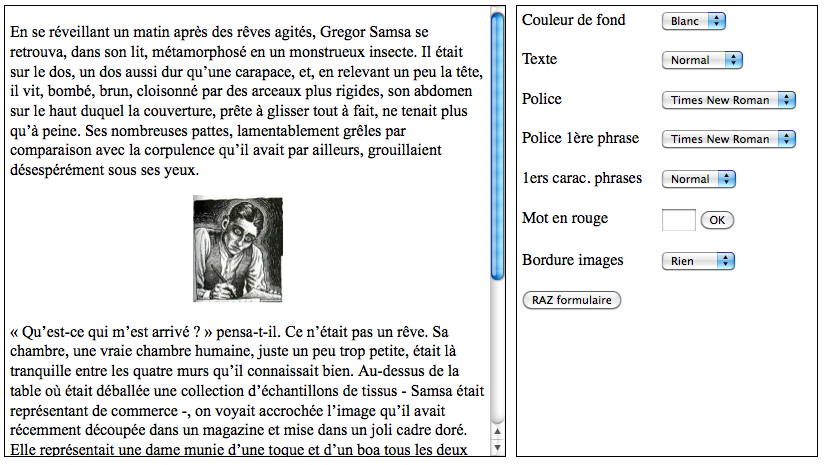 En se réveillant un matin après des rêves agités, Gregor Samsa se
retrouva, dans son lit, métamorphosé en un monstrueux insecte. Il était
sur le dos, un dos aussi dur qu’une carapace, et, en relevant un peu la tête,
il vit, bombé, brun, cloisonné par des arceaux plus rigides, son abdomen
sur le haut duquel la couverture, prête à glisser tout à fait, ne tenait plus
qu’à peine. Ses nombreuses pattes, lamentablement grêles par
comparaison avec la corpulence qu’il avait par ailleurs, grouillaient
désespérément sous ses yeux.
« Qu’est-ce qui m’est arrivé ? » pensa-t-il. Ce n’était pas un rêve. Sa
chambre, une vraie chambre humaine, juste un peu trop petite, était là
tranquille entre les quatre murs qu’il connaissait bien. Au-dessus de la
table où était déballée une collection d’échantillons de tissus - Samsa était
représentant de commerce -, on voyait accrochée l’image qu’il avait
récemment découpée dans un magazine et mise dans un joli cadre doré.
Elle représentait une dame munie d’une toque et d’un boa tous les deux
Couleur de fond Blanc
Texte Normal
Police Times New Roman
Police 1ère phrase Times New Roman
1ers carac. phrases Normal
Mot en rouge OK
Bordure images Rien
RAZ formulaire